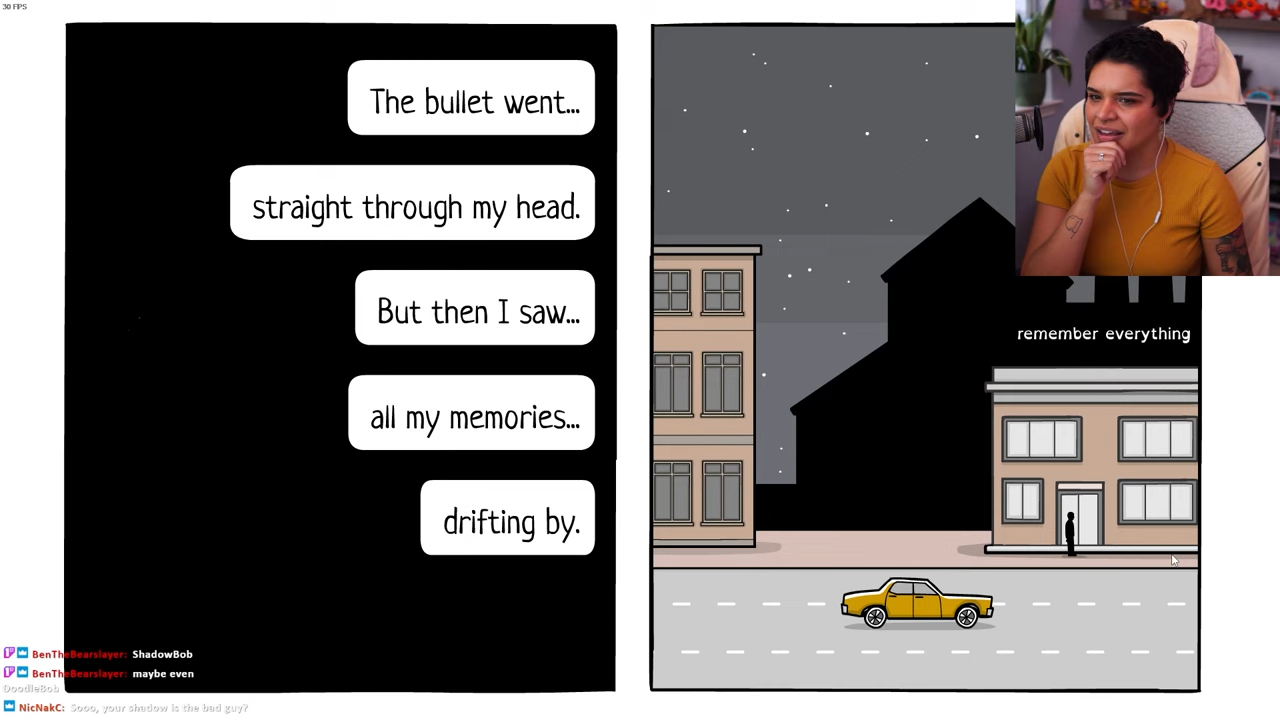 30 FPS
The bullet went...
straight through my head.
But then I saw...
all my memories...
drifting by.
remember everything
BenTheBearslayer: ShadowBob
BenTheBearslayer: maybe even
DoodleBob
NicNakC: Sooo, your shadow is the bad guy?